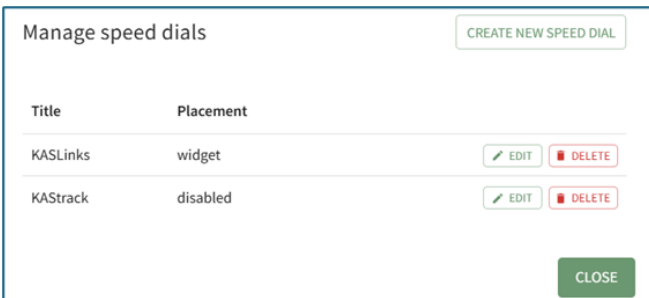 Manage speed dials CREATE NEW SPEED DIAL
Title Placement
KASLinks widget EDIT DELETE
KAStrack disabled EDIT DELETE
CLOSE